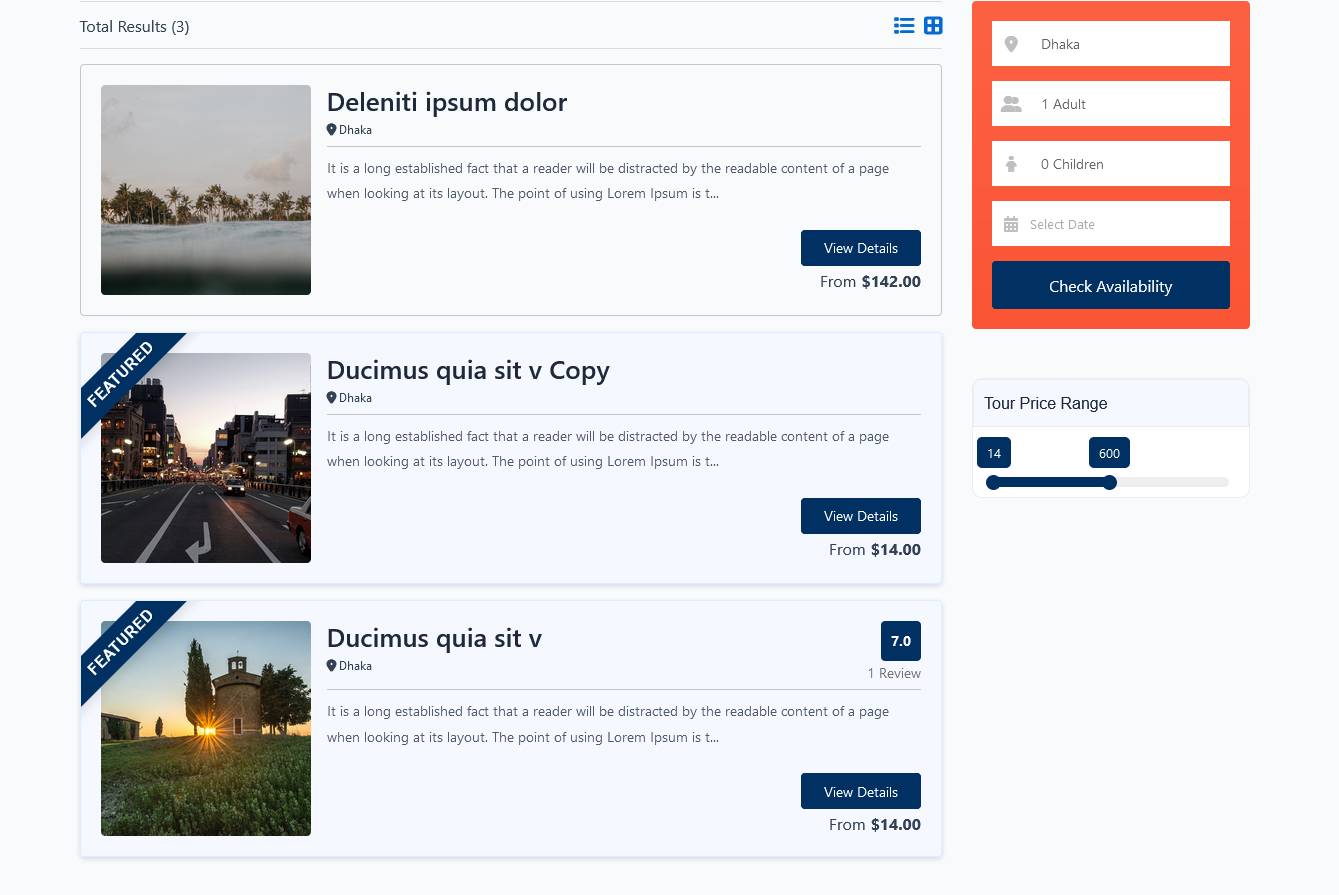 Total Results (3)
Deleniti ipsum dolor
Dhaka
It is a long established fact that a reader will be distracted by the readable content of a page
when looking at its layout. The point of using Lorem Ipsum is t...
View Details
From $142.00
FEATURED
Ducimus quia sit v Copy
Dhaka
It is a long established fact that a reader will be distracted by the readable content of a page
when looking at its layout. The point of using Lorem Ipsum is t...
View Details
From $14.00
FEATURED
Ducimus quia sit v
Dhaka
7.0
1 Review
It is a long established fact that a reader will be distracted by the readable content of a page
when looking at its layout. The point of using Lorem Ipsum is t...
View Details
From $14.00
Dhaka
1 Adult
0 Children
Select Date
Check Availability
Tour Price Range
14
600